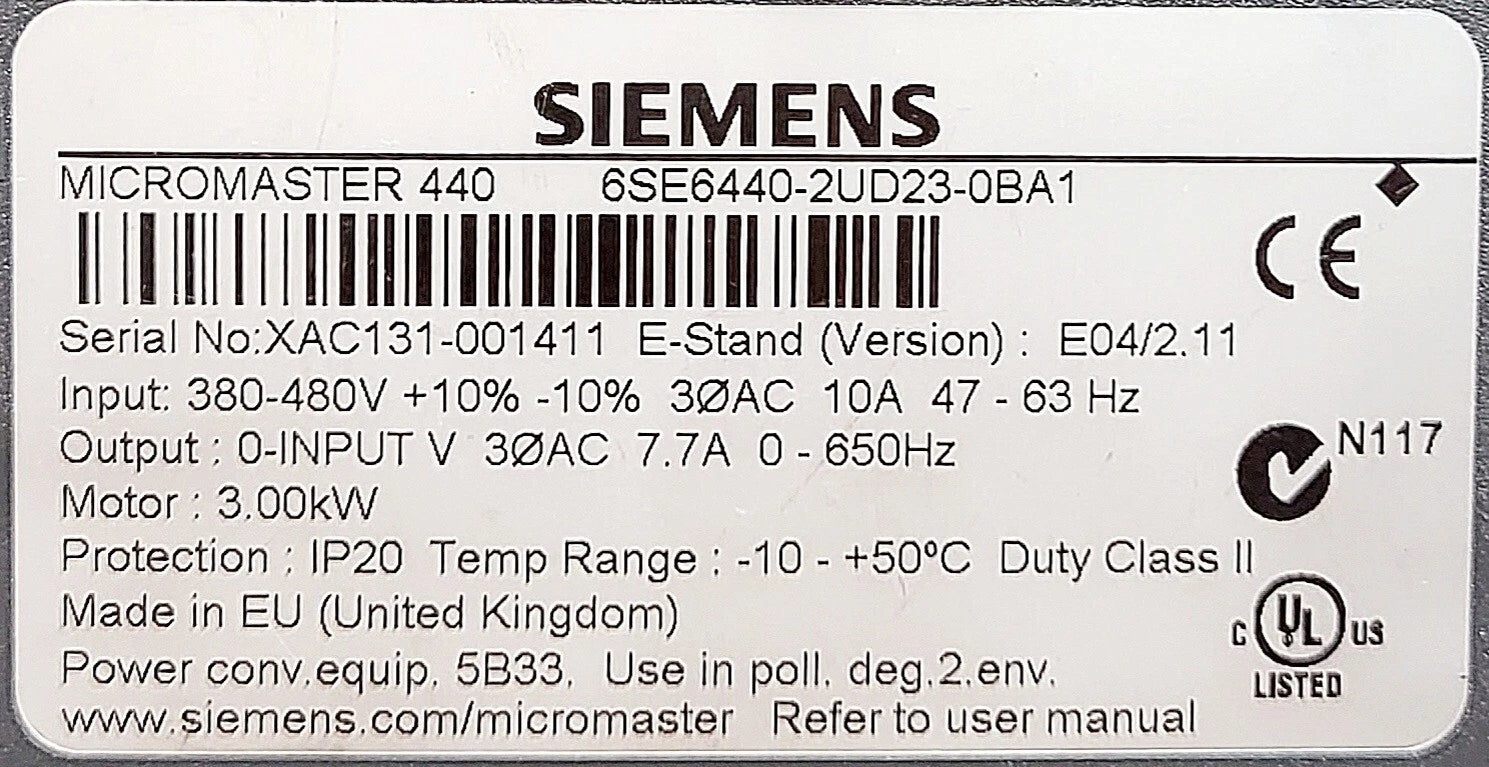 SIEMENS
MICROMASTER 440 6SE6440-2UD23-0BA1
CE
Serial No:XAC131-001411 E-Stand (Version) : E04/2.11
Input: 380-480V +10% -10% 3ØAC 10A 47 - 63 Hz
Output : 0-INPUT V 3ØAC 7.7A 0 - 650Hz
N117
Motor : 3.00kW
Protection : IP20 Temp Range : -10 - +50ºC Duty Class II
Made in EU (United Kingdom)
C UL US
LISTED
Power conv.equip. 5B33. Use in poll. deg.2.env.
www.siemens.com/micromaster Refer to user manual